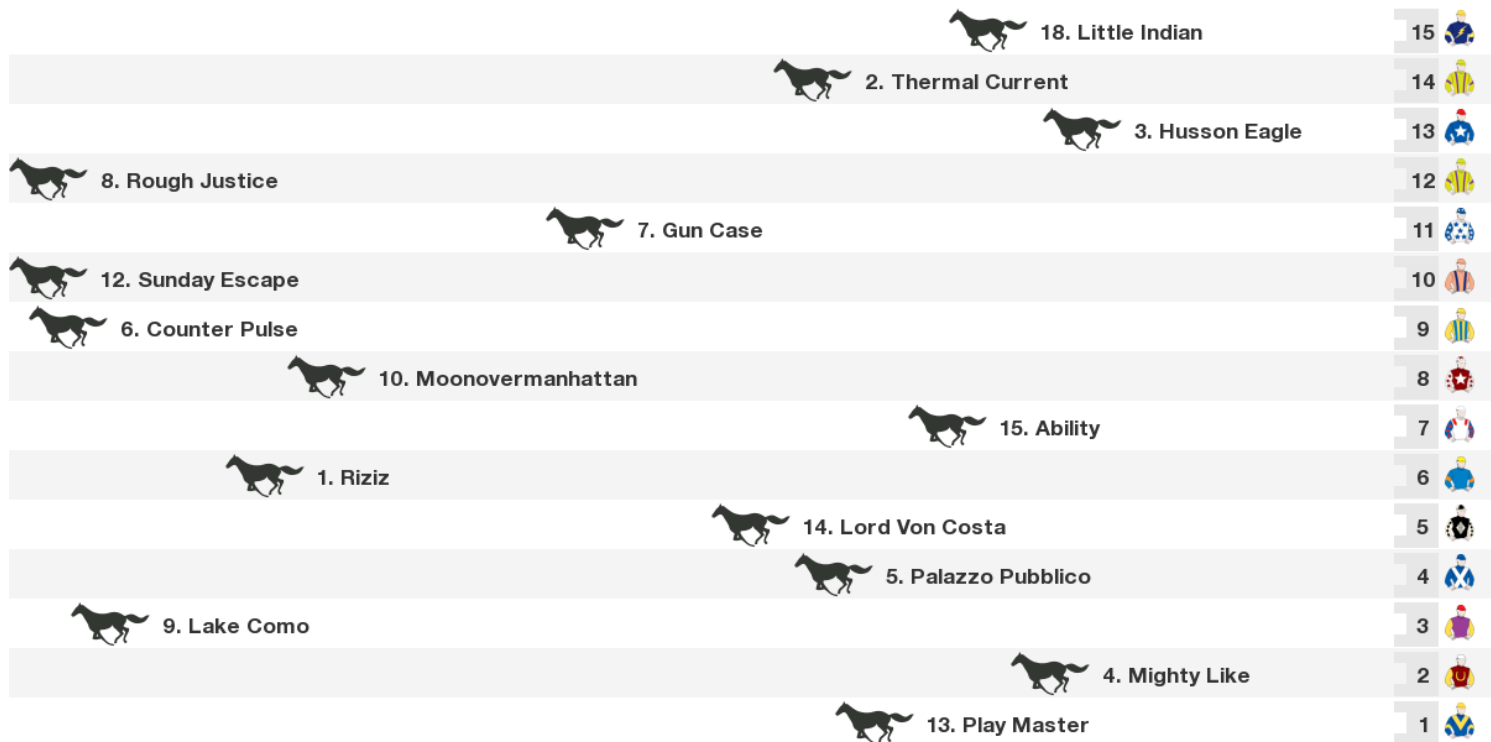 18. Little Indian 15
2. Thermal Current 14
3. Husson Eagle 13
8. Rough Justice 12
7. Gun Case 11
12. Sunday Escape 10
6. Counter Pulse 9
10. Moonovermanhattan 8
15. Ability 7
1. Riziz 6
14. Lord Von Costa 5
5. Palazzo Pubblico 4
9. Lake Como 3
4. Mighty Like 2
13. Play Master 1